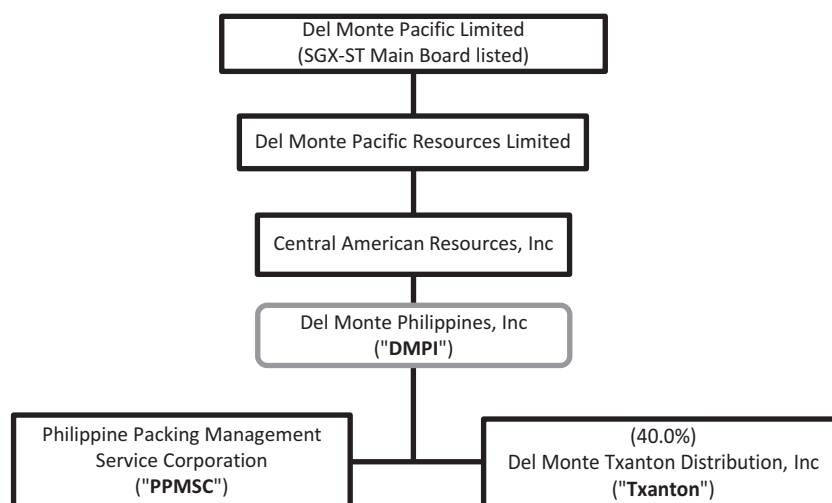 Del Monte Pacific Limited
(SGX-ST Main Board listed)
Del Monte Pacific Resources Limited
Central American Resources, Inc
Del Monte Philippines, Inc
("DMPI")
Philippine Packing Management
Service Corporation
("PPMSC")
(40.0%)
Del Monte Txanton Distribution, Inc
("Txanton")